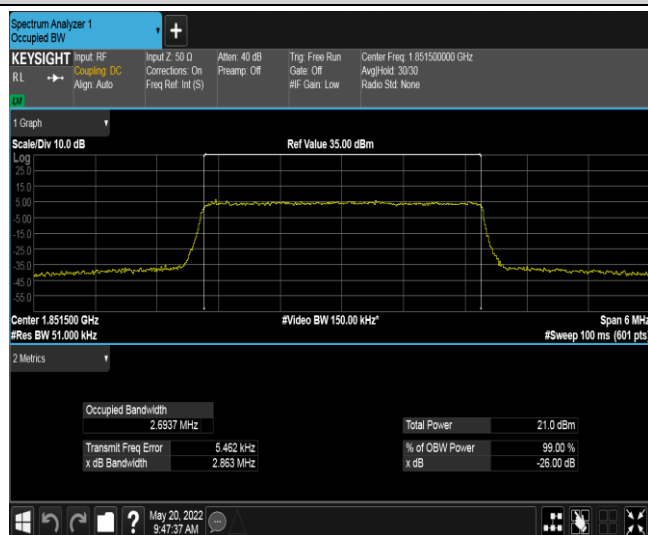 Spectrum Analyzer 1
Occupied BW
KEYSIGHT Input: RF Input Z: 50 Ω Atten: 40 dB Trig: Free Run Center Freq: 1.851500000 GHz
RL Coupling: DC Corrections: On Preamp: Off Gate: Off Avg|Hold: 30/30
Align: Auto Freq Ref: Int (S) #IF Gain: Low Radio Std: None
LXI
1 Graph
Scale/Div 10.0 dB Ref Value 35.00 dBm
Log
25.0
15.0
5.00
-5.00
-15.0
-25.0
-35.0
-45.0
-55.0
Center 1.851500 GHz #Video BW 150.00 kHz* Span 6 MHz
#Res BW 51.000 kHz #Sweep 100 ms (601 pts)
2 Metrics
Occupied Bandwidth
2.6937 MHz Total Power 21.0 dBm
Transmit Freq Error 5.462 kHz % of OBW Power 99.00 %
x dB Bandwidth 2.863 MHz x dB -26.00 dB
? May 20, 2022
9:47:37 AM